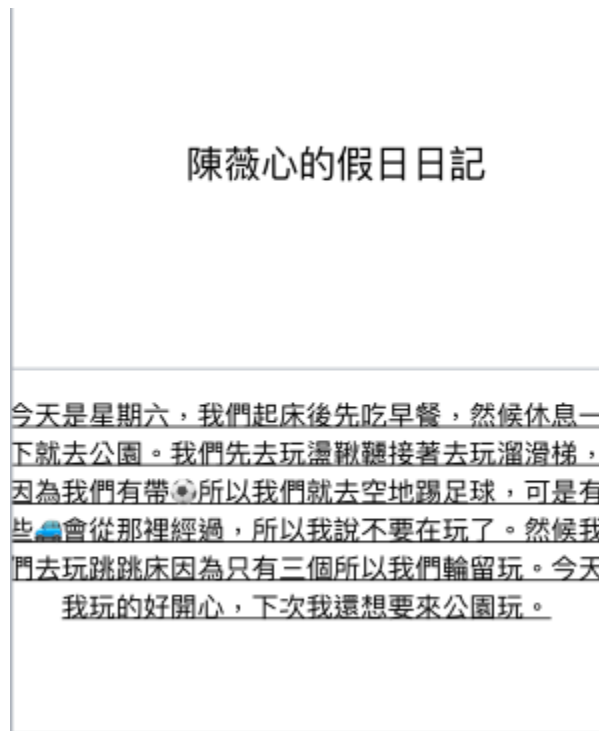 陳薇心的假日日記
今天是星期六，我們起床後先吃早餐，然候休息一
下就去公園。我們先去玩盪鞦韆接著去玩溜滑梯，
因為我們有帶⚽所以我們就去空地踢足球，可是有
些🚙會從那裡經過，所以我說不要在玩了。然候我
們去玩跳跳床因為只有三個所以我們輪留玩。今天
我玩的好開心，下次我還想要來公園玩。